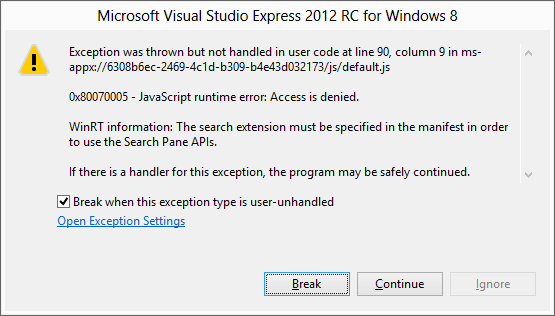 Microsoft Visual Studio Express 2012 RC for Windows 8
Exception was thrown but not handled in user code at line 90, column 9 in ms-
appx://6308b6ec-2469-4c1d-b309-b4e43d032173/js/default.js
0x80070005 - JavaScript runtime error: Access is denied.
WinRT information: The search extension must be specified in the manifest in order
to use the Search Pane APIs.
If there is a handler for this exception, the program may be safely continued.
Break when this exception type is user-unhandled
Open Exception Settings
Break
Continue
Ignore